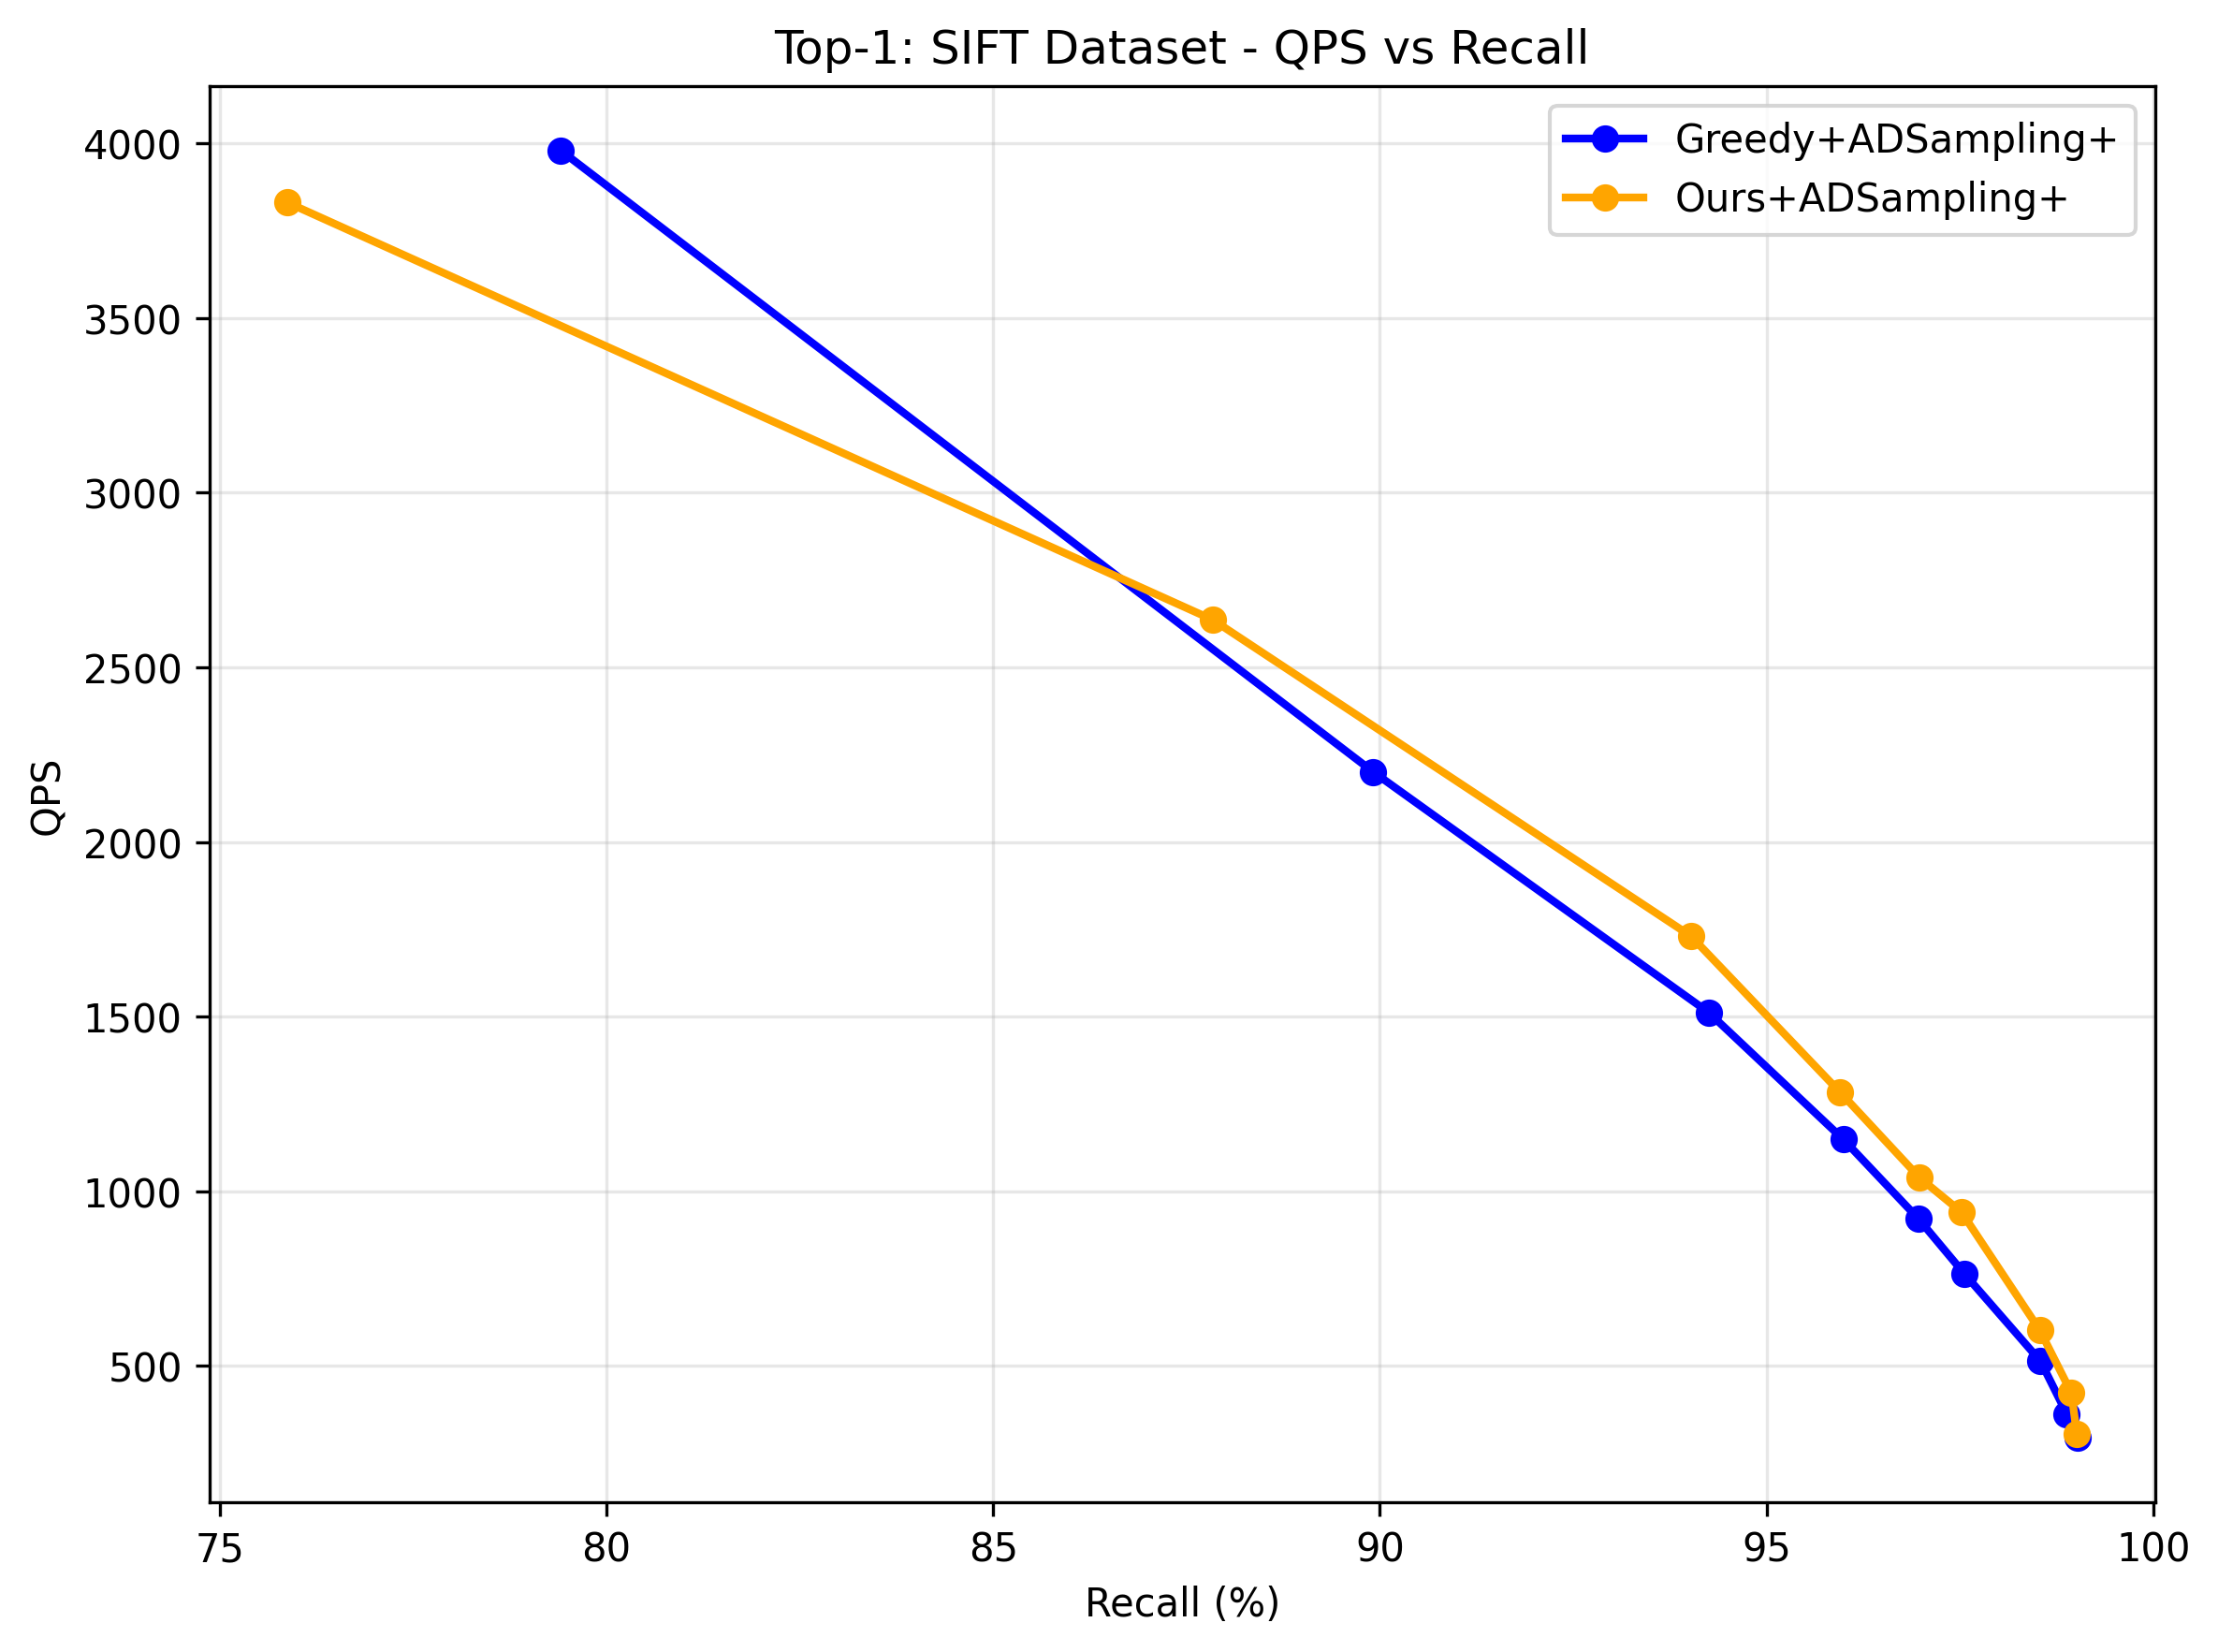 Top-1: SIFT Dataset - QPS vs Recall
Greedy+ADSampling+
Ours+ADSampling+
4000
3500
3000
2500
2000
1500
1000
500
QPS
75 80 85 90 95 100
Recall (%)